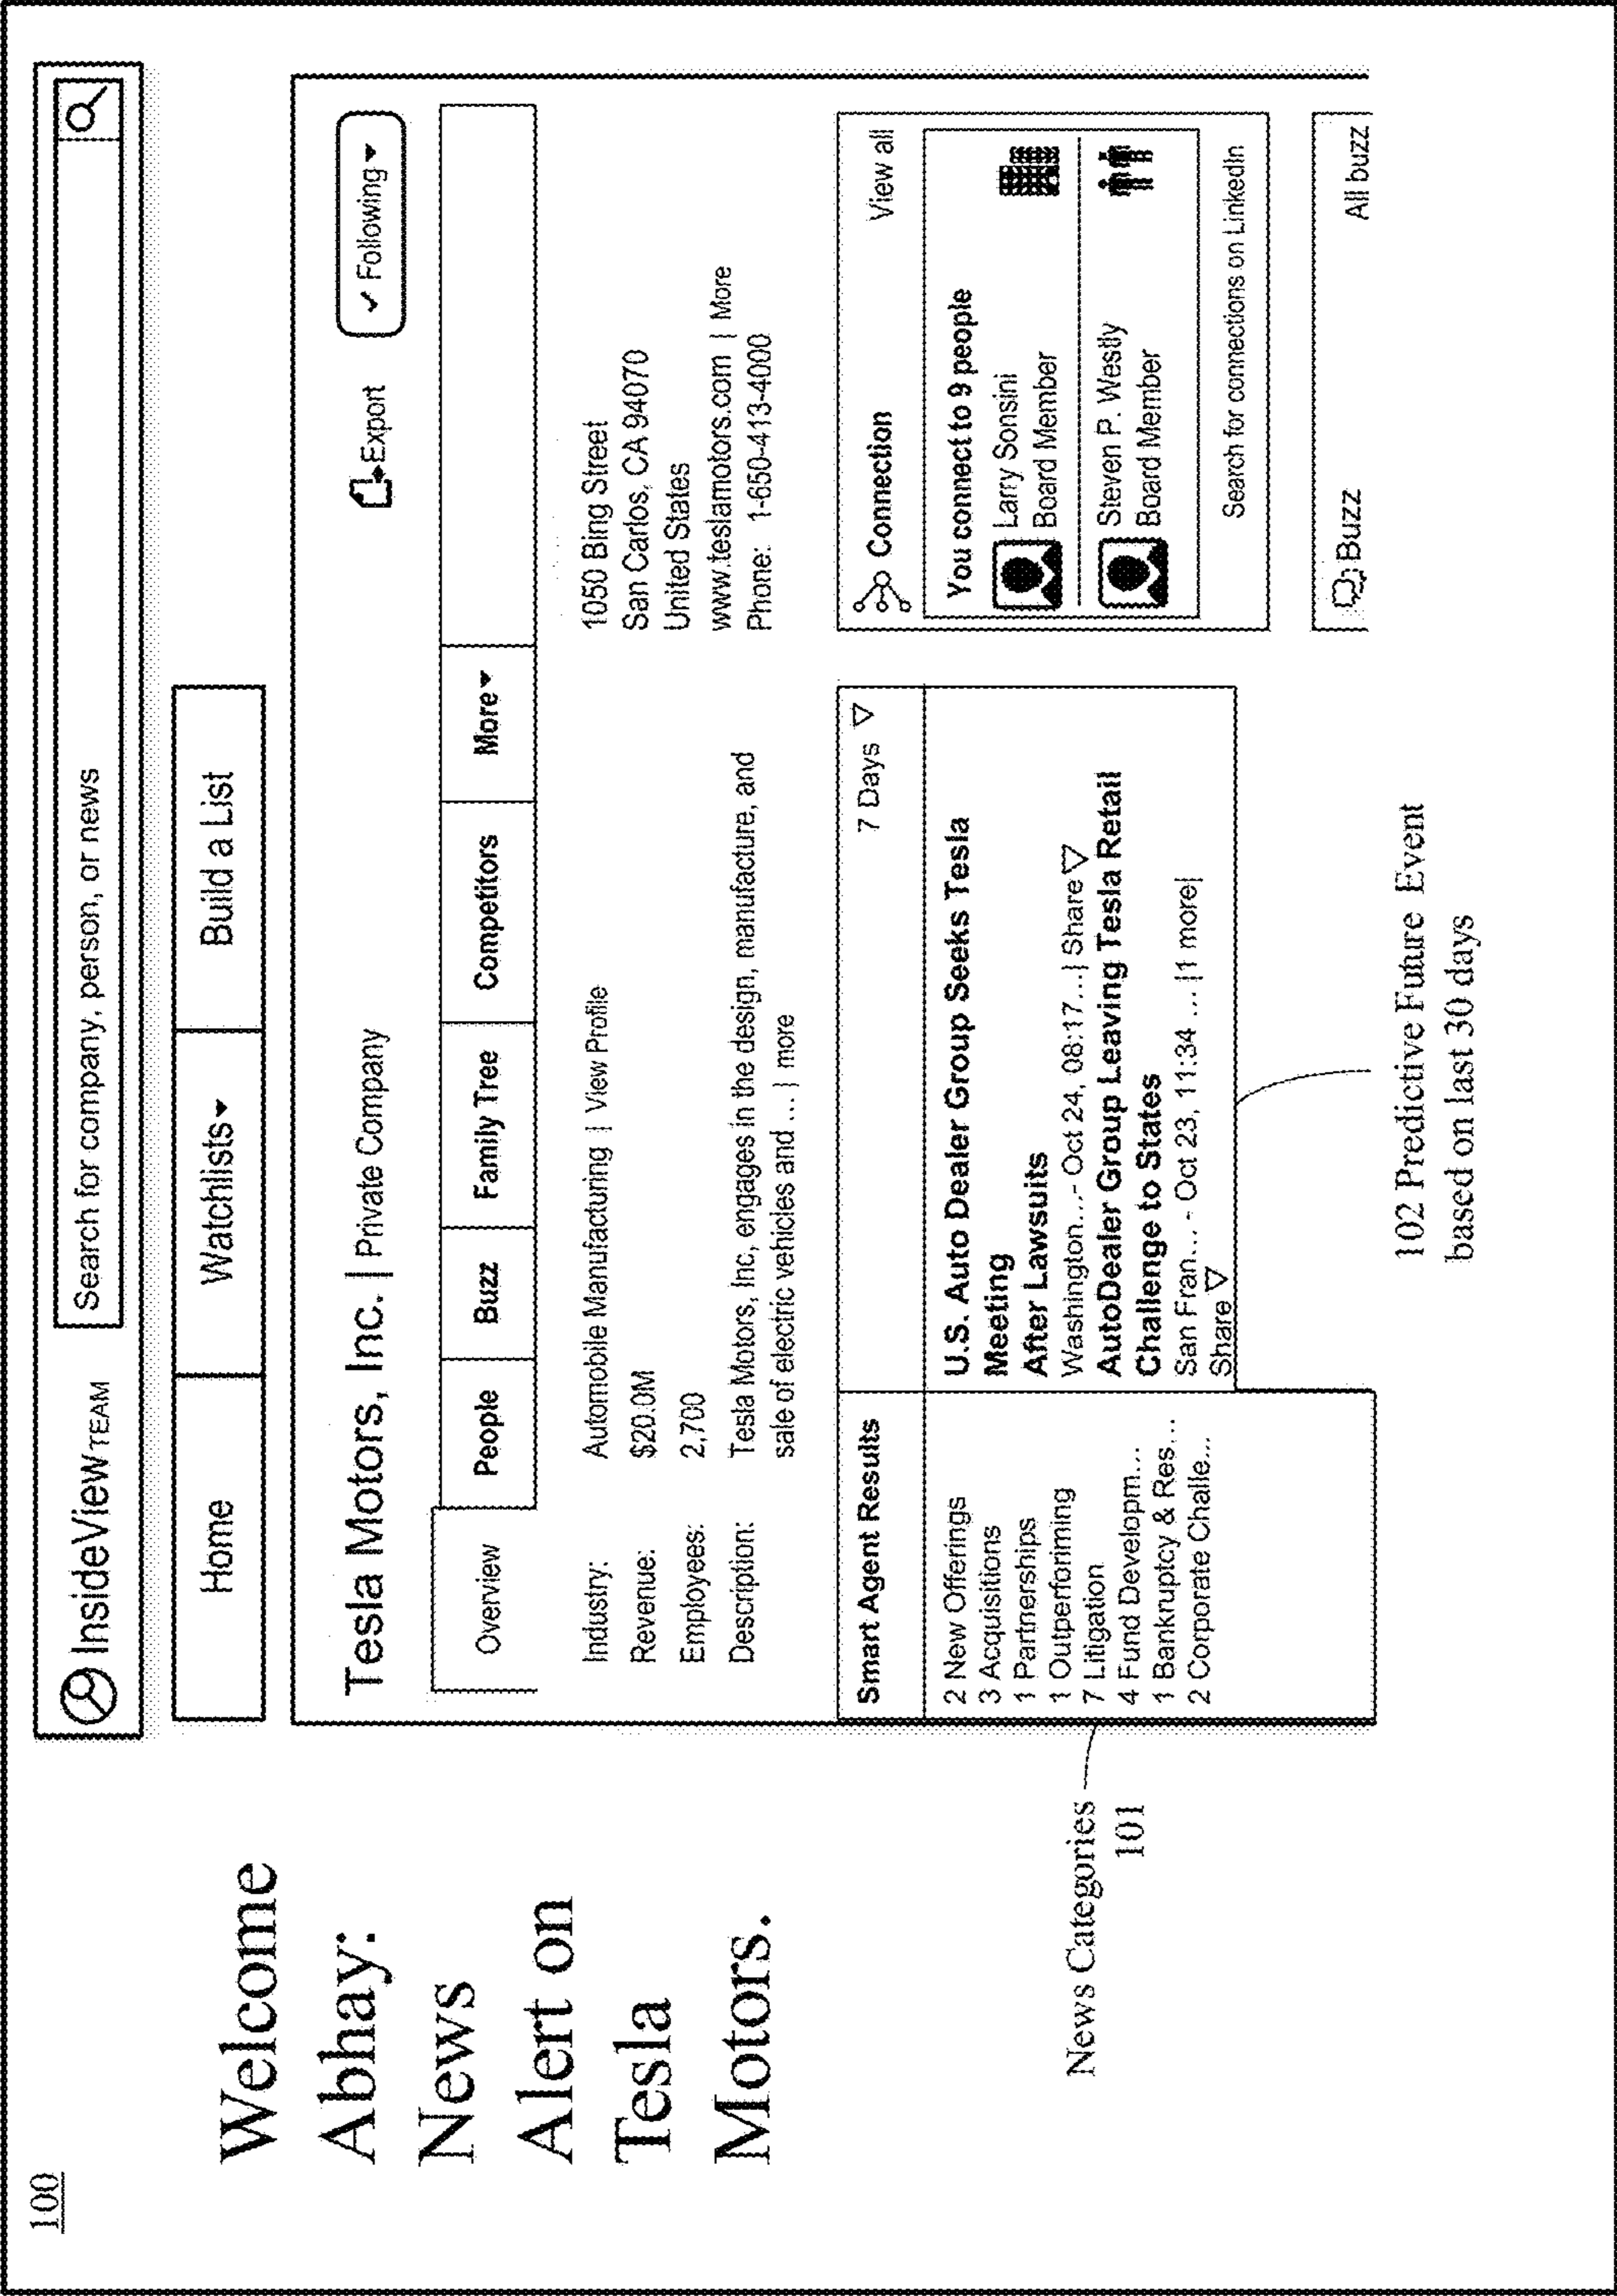 100
Welcome
Abhay:
News
Alert on
Tesla
Motors.
InsideView TEAM
Search for company, person, or news
Home
Watchlists
Build a List
Tesla Motors, Inc. | Private Company
Export
✓ Following
Overview
People
Buzz
Family Tree
Competitors
More
Industry: Automobile Manufacturing | View Profile
Revenue: $20.0M
Employees: 2,700
Description: Tesla Motors, Inc, engages in the design, manufacture, and
sale of electric vehicles and ... | more
1050 Bing Street
San Carlos, CA 94070
United States
www.teslamotors.com | More
Phone: 1-650-413-4000
Smart Agent Results
7 Days
2 New Offerings
3 Acquisitions
1 Partnerships
1 Outperforming
7 Litigation
4 Fund Developm...
1 Bankruptcy & Res...
2 Corporate Challe...
U.S. Auto Dealer Group Seeks Tesla
Meeting
After Lawsuits
Washington...- Oct 24, 08:17...| Share
AutoDealer Group Leaving Tesla Retail
Challenge to States
San Fran... - Oct 23, 11:34 ... |1 more|
Share
Connection
View all
You connect to 9 people
Larry Sonsini
Board Member
Steven P. Westly
Board Member
Search for connections on LinkedIn
Buzz
All buzz
News Categories
101
102 Predictive Future Event
based on last 30 days